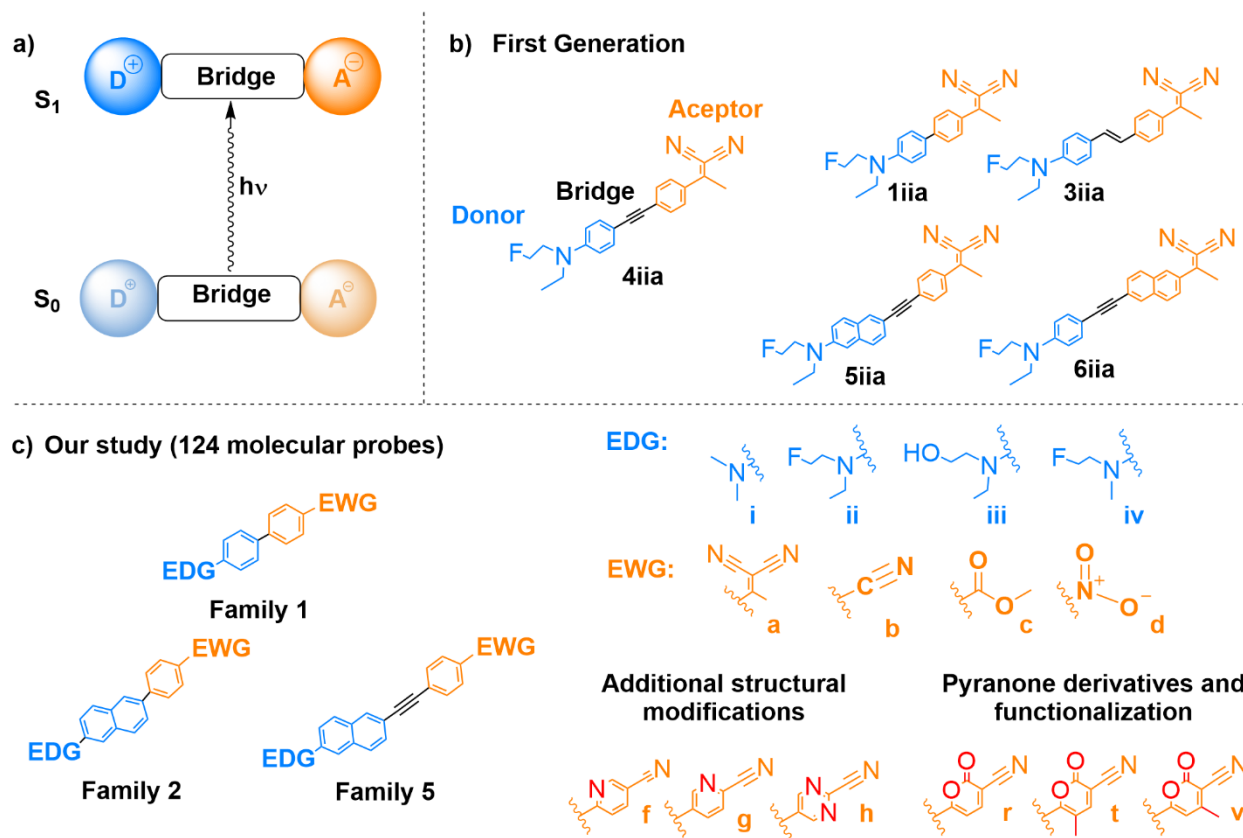 a)
D⊕
Bridge
A⊖
S1
hν
S0
D⊕
Bridge
A⊖
b) First Generation
Aceptor
N
N
Bridge
Donor
F
N
4iia
N
N
F
N
1iia
N
N
F
N
3iia
N
N
F
N
5iia
N
N
F
N
6iia
c) Our study (124 molecular probes)
EWG
EDG
Family 1
EWG
EDG
Family 2
EWG
EDG
Family 5
EDG:
N
i
F
N
ii
HO
N
iii
F
N
iv
EWG:
N
N
a
C
N
b
O
O
c
O
N+
O−
d
Additional structural
modifications
N
N
f
N
N
g
N
N
N
h
Pyranone derivatives and
functionalization
O
O
N
r
O
O
N
t
O
O
N
v